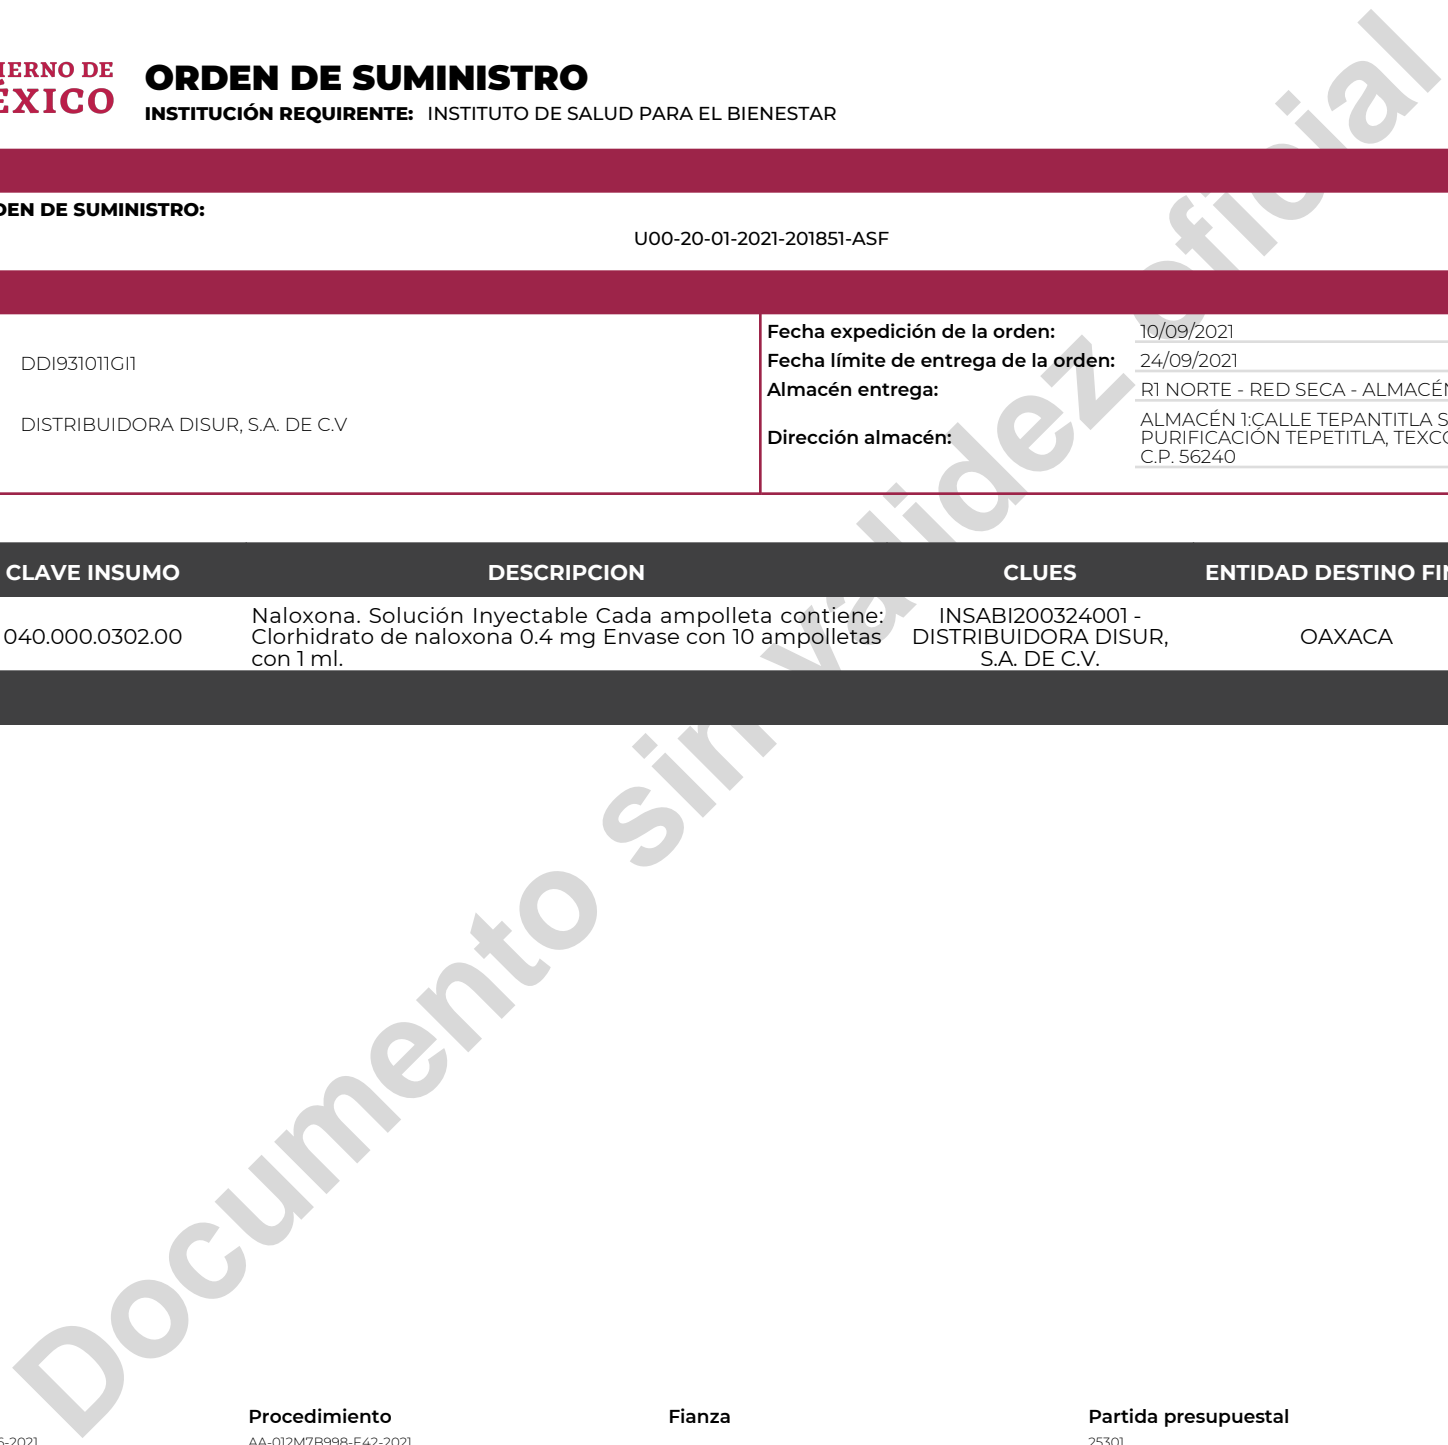 IERNO DE
ÉXICO
ORDEN DE SUMINISTRO
INSTITUCIÓN REQUIRENTE: INSTITUTO DE SALUD PARA EL BIENESTAR
DEN DE SUMINISTRO:
U00-20-01-2021-201851-ASF
DDI931011GI1
DISTRIBUIDORA DISUR, S.A. DE C.V
Fecha expedición de la orden: 10/09/2021
Fecha límite de entrega de la orden: 24/09/2021
Almacén entrega: R1 NORTE - RED SECA - ALMACÉN
Dirección almacén: ALMACÉN 1:CALLE TEPANTITLA S
PURIFICACIÓN TEPETITLA, TEXCO
C.P. 56240
CLAVE INSUMO DESCRIPCION CLUES ENTIDAD DESTINO FIN
040.000.0302.00
Naloxona. Solución Inyectable Cada ampolleta contiene:
Clorhidrato de naloxona 0.4 mg Envase con 10 ampolletas
con 1 ml.
INSABI200324001 -
DISTRIBUIDORA DISUR,
S.A. DE C.V.
OAXACA
Documento sin validez oficial
Procedimiento Fianza Partida presupuestal
-2021 AA-012M7B998-E42-2021 25301